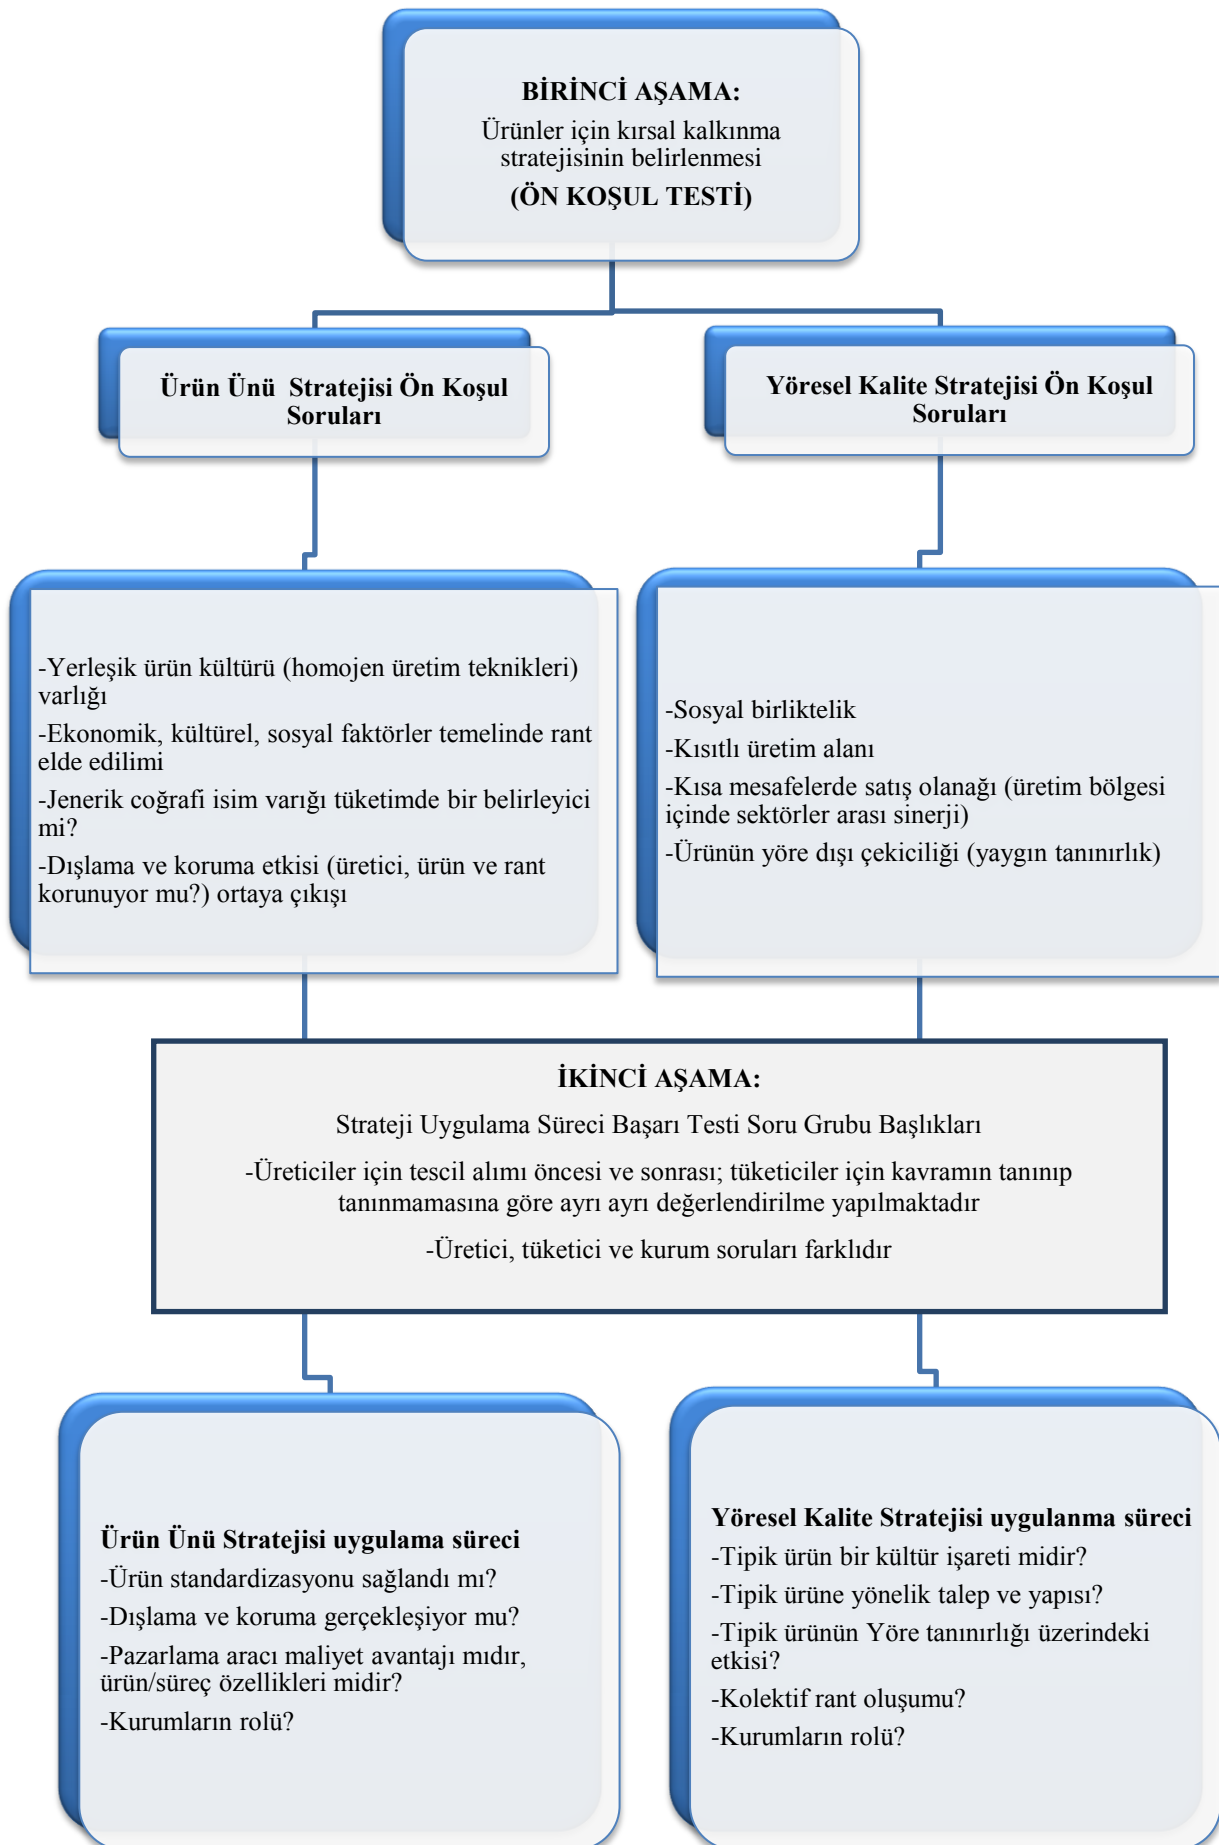 BİRİNCİ AŞAMA:
Ürünler için kırsal kalkınma
stratejisinin belirlenmesi
(ÖN KOŞUL TESTİ)
Ürün Ünü Stratejisi Ön Koşul
Soruları
Yöresel Kalite Stratejisi Ön Koşul
Soruları
-Yerleşik ürün kültürü (homojen üretim teknikleri)
varlığı
-Ekonomik, kültürel, sosyal faktörler temelinde rant
elde edilimi
-Jenerik coğrafi isim varığı tüketimde bir belirleyici
mi?
-Dışlama ve koruma etkisi (üretici, ürün ve rant
korunuyor mu?) ortaya çıkışı
-Sosyal birliktelik
-Kısıtlı üretim alanı
-Kısa mesafelerde satış olanağı (üretim bölgesi
içinde sektörler arası sinerji)
-Ürünün yöre dışı çekiciliği (yaygın tanınırlık)
İKİNCİ AŞAMA:
Strateji Uygulama Süreci Başarı Testi Soru Grubu Başlıkları
-Üreticiler için tescil alımı öncesi ve sonrası; tüketiciler için kavramın tanınıp
tanınmamasına göre ayrı ayrı değerlendirilme yapılmaktadır
-Üretici, tüketici ve kurum soruları farklıdır
Ürün Ünü Stratejisi uygulama süreci
-Ürün standardizasyonu sağlandı mı?
-Dışlama ve koruma gerçekleşiyor mu?
-Pazarlama aracı maliyet avantajı mıdır,
ürün/süreç özellikleri midir?
-Kurumların rolü?
Yöresel Kalite Stratejisi uygulanma süreci
-Tipik ürün bir kültür işareti midir?
-Tipik ürüne yönelik talep ve yapısı?
-Tipik ürünün Yöre tanınırlığı üzerindeki
etkisi?
-Kolektif rant oluşumu?
-Kurumların rolü?